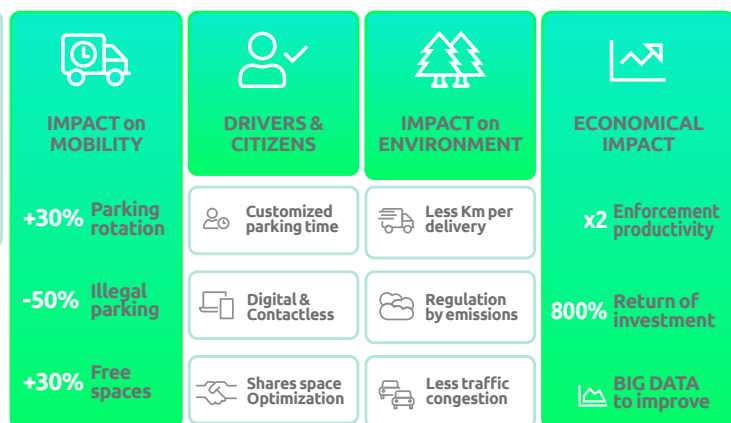 IMPACT on
MOBILITY
+30% Parking
rotation
-50% Illegal
parking
+30% Free
spaces
DRIVERS &
CITIZENS
Customized
parking time
Digital &
Contactless
Shares space
Optimization
IMPACT on
ENVIRONMENT
Less Km per
delivery
Regulation
by emissions
Less traffic
congestion
ECONOMICAL
IMPACT
x2 Enforcement
productivity
800% Return of
investment
BIG DATA
to improve